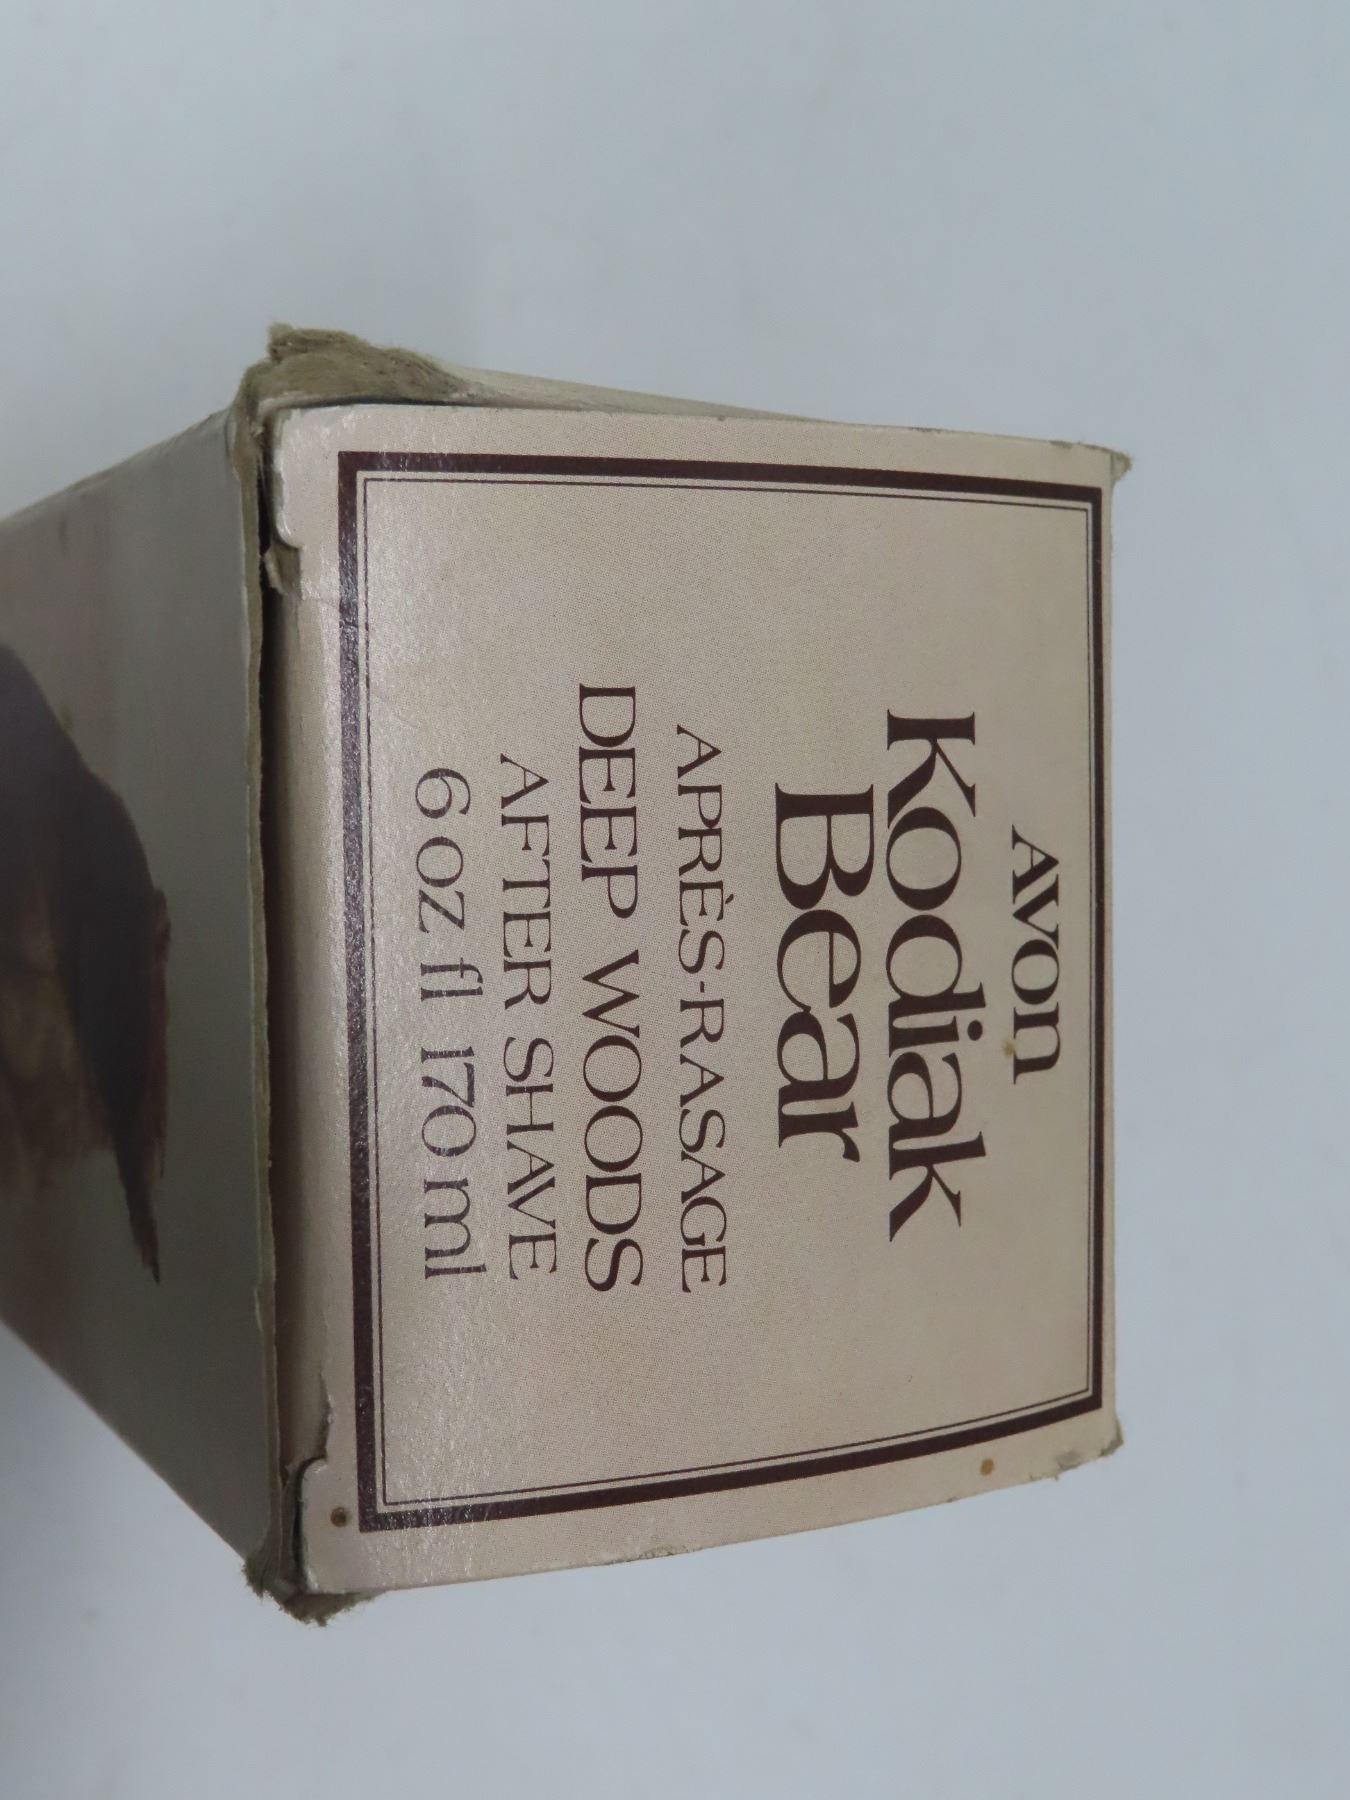 Avon
Kodiak
Bear
APRÈS-RASAGE
DEEP WOODS
AFTER SHAVE
6 OZ fl 170 ml